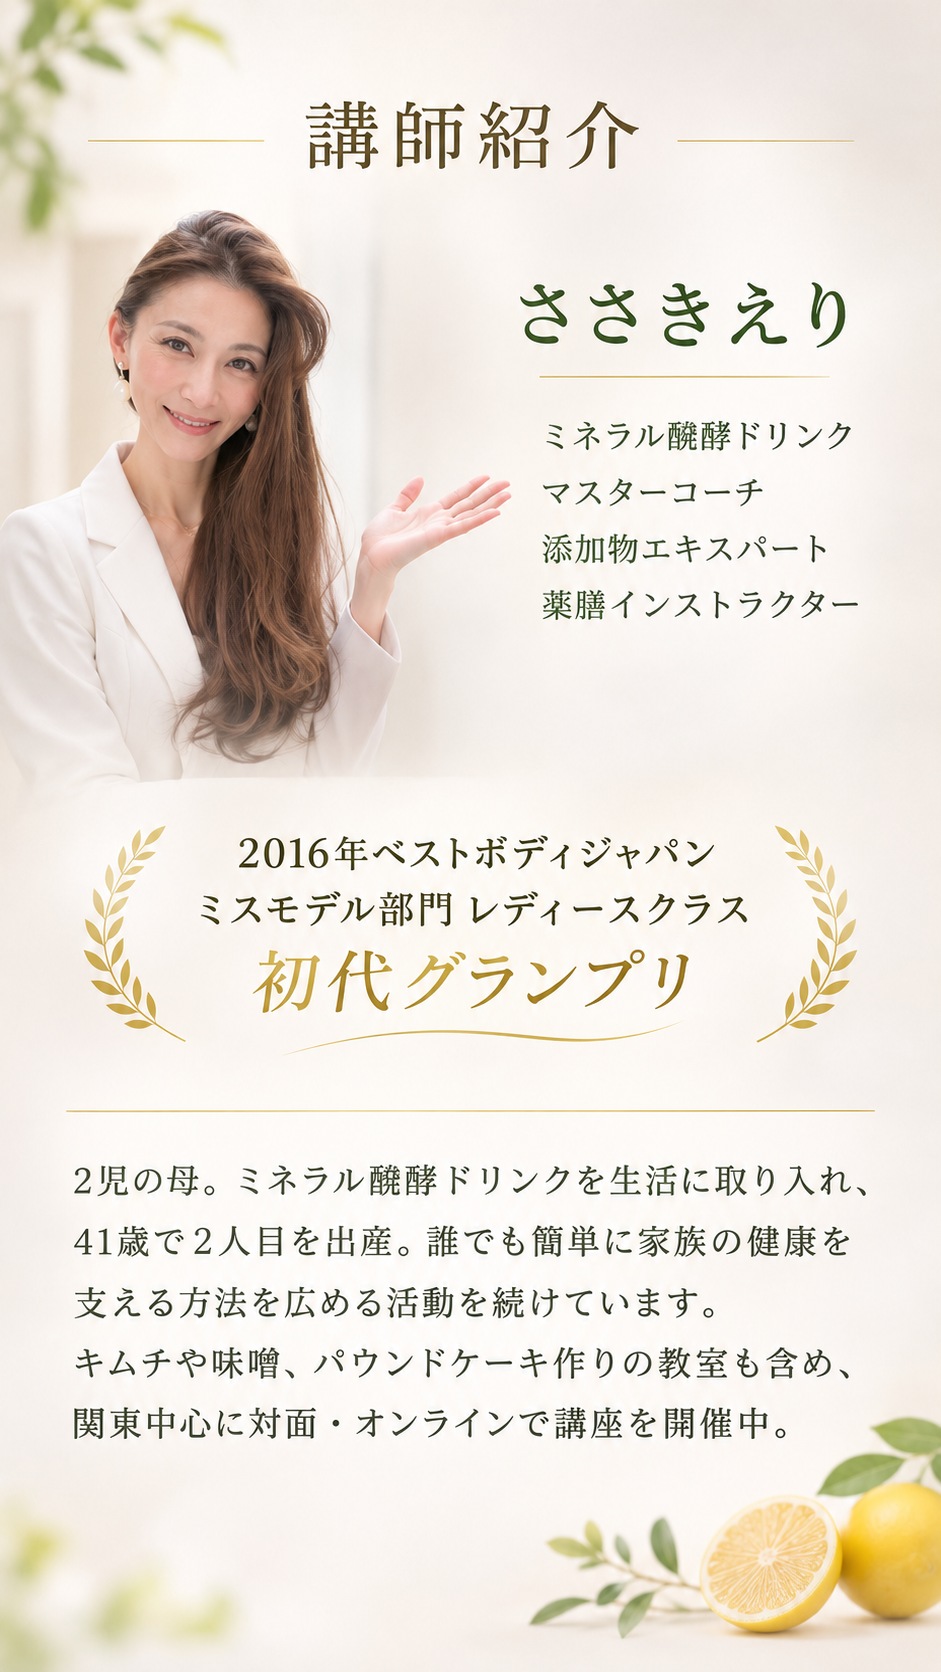 講師紹介
ささきえり
ミネラル醗酵ドリンク
マスターコーチ
添加物エキスパート
薬膳インストラクター
2016年ベストボディジャパン
ミスモデル部門 レディースクラス
初代グランプリ
2児の母。ミネラル醗酵ドリンクを生活に取り入れ、
41歳で2人目を出産。誰でも簡単に家族の健康を
支える方法を広める活動を続けています。
キムチや味噌、パウンドケーキ作りの教室も含め、
関東中心に対面・オンラインで講座を開催中。